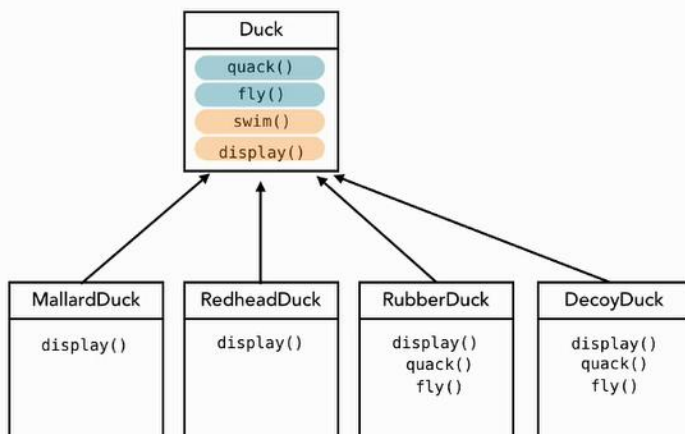 Duck
quack()
fly()
swim()
display()
MallardDuck
display()
RedheadDuck
display()
RubberDuck
display()
quack()
fly()
DecoyDuck
display()
quack()
fly()